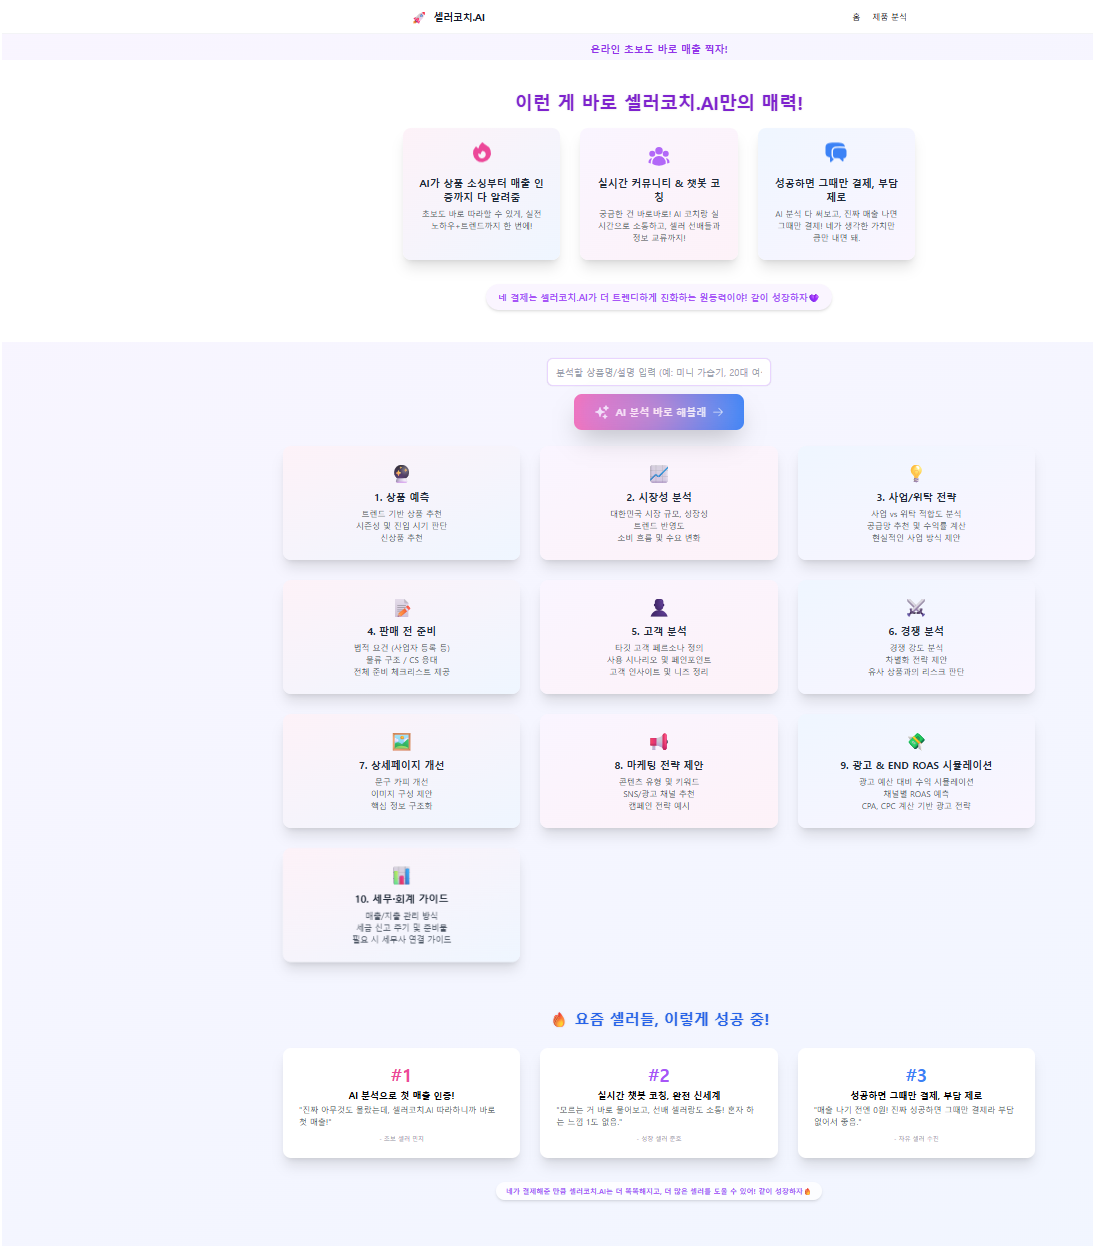 셀러코치.AI
홈 제품 분석
온라인 초보도 바로 매출 찍자!
이런 게 바로 셀러코치.AI만의 매력!
AI가 상품 소싱부터 매출 인
증까지 다 알려줌
초보도 바로 따라할 수 있게, 실전
노하우+트렌드까지 한 번에!
실시간 커뮤니티 & 챗봇 코
칭
궁금한 건 바로바로! AI 코치랑 실
시간으로 소통하고, 셀러 선배들과
정보 교류까지!
성공하면 그때만 결제, 부담
제로
AI 분석 다 써보고, 진짜 매출 나면
그때만 결제! 네가 생각한 가치만
큼만 내면 돼.
네 결제는 셀러코치.AI가 더 트렌디하게 진화하는 원동력이야! 같이 성장하자💜
분석할 상품명/설명 입력 (예: 미니 가습기, 20대 여
AI 분석 바로 해볼래 →
1. 상품 예측
트렌드 기반 상품 추천
시즌성 및 진입 시기 판단
신상품 추천
2. 시장성 분석
대한민국 시장 규모, 성장성
트렌드 반영도
소비 흐름 및 수요 변화
3. 사업/위탁 전략
사업 vs 위탁 적합도 분석
공급망 추천 및 수익률 계산
현실적인 사업 방식 제안
4. 판매 전 준비
법적 요건 (사업자 등록 등)
물류 구조 / CS 응대
전체 준비 체크리스트 제공
5. 고객 분석
타깃 고객 페르소나 정의
사용 시나리오 및 페인포인트
고객 인사이트 및 니즈 정리
6. 경쟁 분석
경쟁 강도 분석
차별화 전략 제안
유사 상품과의 리스크 판단
7. 상세페이지 개선
문구 카피 개선
이미지 구성 제안
핵심 정보 구조화
8. 마케팅 전략 제안
콘텐츠 유형 및 키워드
SNS/광고 채널 추천
캠페인 전략 예시
9. 광고 & END ROAS 시뮬레이션
광고 예산 대비 수익 시뮬레이션
채널별 ROAS 예측
CPA, CPC 계산 기반 광고 전략
10. 세무·회계 가이드
매출/지출 관리 방식
세금 신고 주기 및 준비물
필요 시 세무사 연결 가이드
🔥 요즘 셀러들, 이렇게 성공 중!
#1
AI 분석으로 첫 매출 인증!
"진짜 아무것도 몰랐는데, 셀러코치.AI 따라하니까 바로
첫 매출!"
- 초보 셀러 민지
#2
실시간 챗봇 코칭, 완전 신세계
"모르는 거 바로 물어보고, 선배 셀러랑도 소통! 혼자 하
는 느낌 1도 없음."
- 성장 셀러 준호
#3
성공하면 그때만 결제, 부담 제로
"매출 나기 전엔 0원! 진짜 성공하면 그때만 결제라 부담
없어서 좋음."
- 자유 셀러 수진
네가 결제해준 만큼 셀러코치.AI는 더 똑똑해지고, 더 많은 셀러를 도울 수 있어! 같이 성장하자🔥